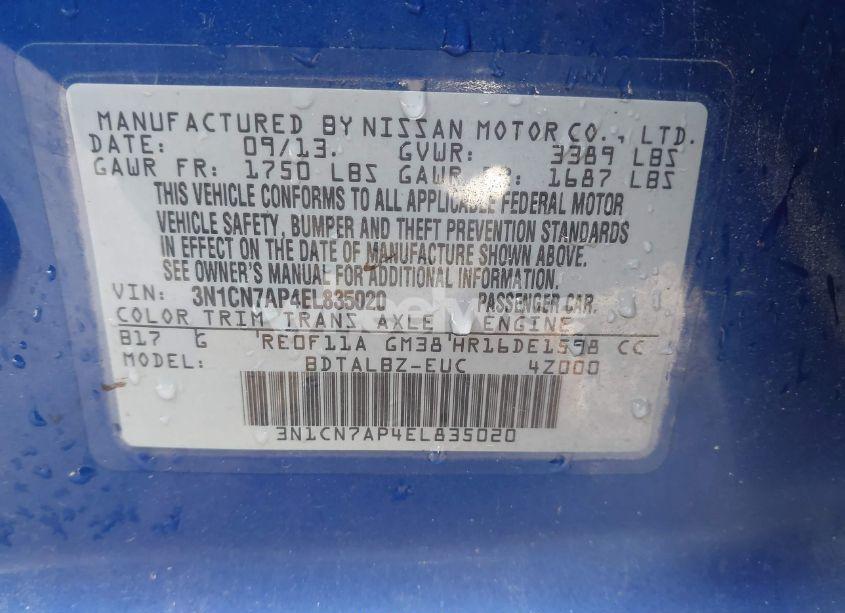 MANUFACTURED BY NISSAN MOTOR CO., LTD.
DATE: 09/13. GVWR: 3389 LBS
GAWR FR: 1750 LBS GAWR RR: 1687 LBS
THIS VEHICLE CONFORMS TO ALL APPLICABLE FEDERAL MOTOR
VEHICLE SAFETY, BUMPER AND THEFT PREVENTION STANDARDS
IN EFFECT ON THE DATE OF MANUFACTURE SHOWN ABOVE.
SEE OWNER'S MANUAL FOR ADDITIONAL INFORMATION.
VIN: 3N1CN7AP4EL835020 PASSENGER CAR.
COLOR TRIM TRANS AXLE ENGINE
B17 G RE0F11A GM38 HR16DE1598 CC
MODEL: BDTALBZ-EUC 4Z000
3N1CN7AP4EL835020